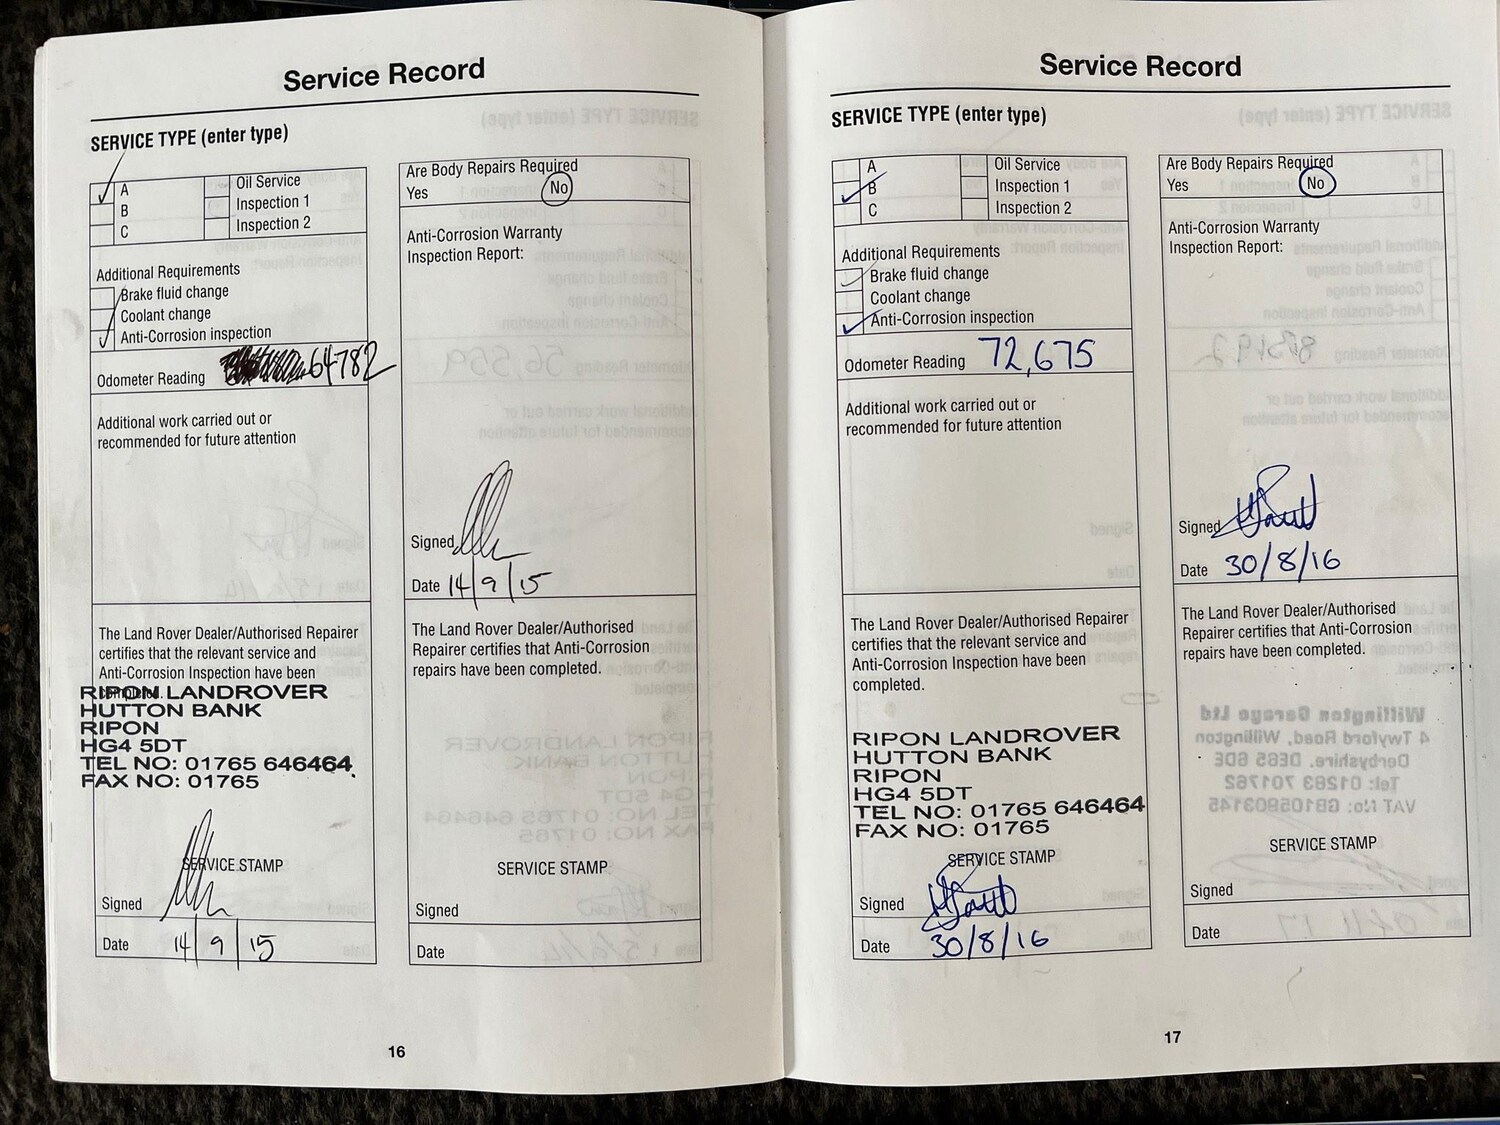 Service Record
SERVICE TYPE (enter type)
A
B
C
Oil Service
Inspection 1
Inspection 2
Additional Requirements
Brake fluid change
Coolant change
Anti-Corrosion inspection
Odometer Reading 64782
Additional work carried out or
recommended for future attention
The Land Rover Dealer/Authorised Repairer
certifies that the relevant service and
Anti-Corrosion Inspection have been
completed.
RIPON LANDROVER
HUTTON BANK
RIPON
HG4 5DT
TEL NO: 01765 646464
FAX NO: 01765
SERVICE STAMP
Signed
Date 14/9/15
Are Body Repairs Required
Yes No
Anti-Corrosion Warranty
Inspection Report:
Signed
Date 14/9/15
The Land Rover Dealer/Authorised
Repairer certifies that Anti-Corrosion
repairs have been completed.
SERVICE STAMP
Signed
Date
16
Service Record
SERVICE TYPE (enter type)
A
B
C
Oil Service
Inspection 1
Inspection 2
Additional Requirements
Brake fluid change
Coolant change
Anti-Corrosion inspection
Odometer Reading 72,675
Additional work carried out or
recommended for future attention
The Land Rover Dealer/Authorised Repairer
certifies that the relevant service and
Anti-Corrosion Inspection have been
completed.
RIPON LANDROVER
HUTTON BANK
RIPON
HG4 5DT
TEL NO: 01765 646464
FAX NO: 01765
SERVICE STAMP
Signed
Date 30/8/16
Are Body Repairs Required
Yes No
Anti-Corrosion Warranty
Inspection Report:
Signed
Date 30/8/16
The Land Rover Dealer/Authorised
Repairer certifies that Anti-Corrosion
repairs have been completed.
SERVICE STAMP
Signed
Date
17